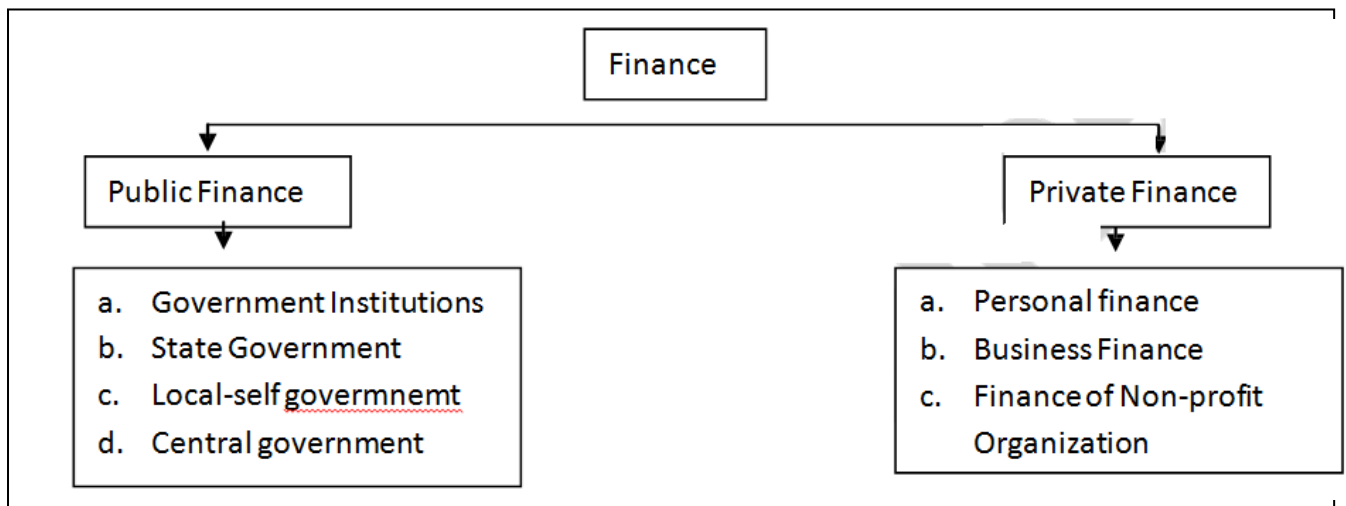 Finance
Public Finance
Private Finance
a. Government Institutions
b. State Government
c. Local-self govermnemt
d. Central government
a. Personal finance
b. Business Finance
c. Finance of Non-profit
Organization